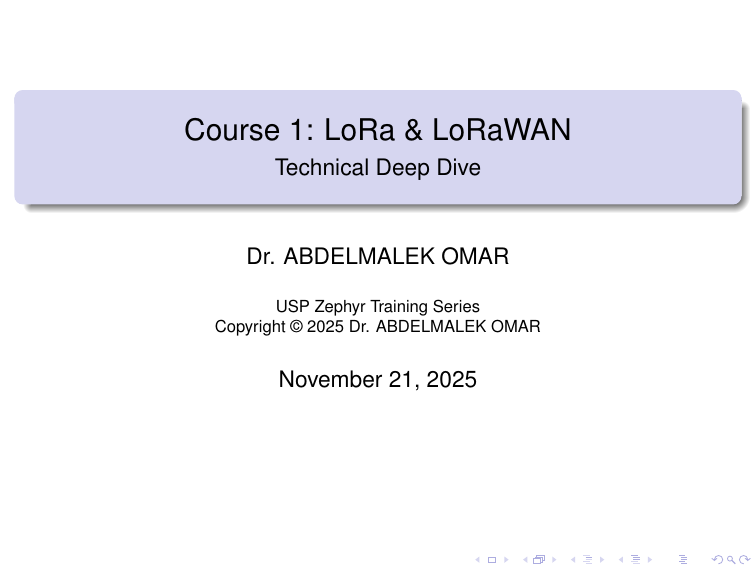 Course 1: LoRa & LoRaWAN
Technical Deep Dive
Dr. ABDELMALEK OMAR
USP Zephyr Training Series
Copyright © 2025 Dr. ABDELMALEK OMAR
November 21, 2025